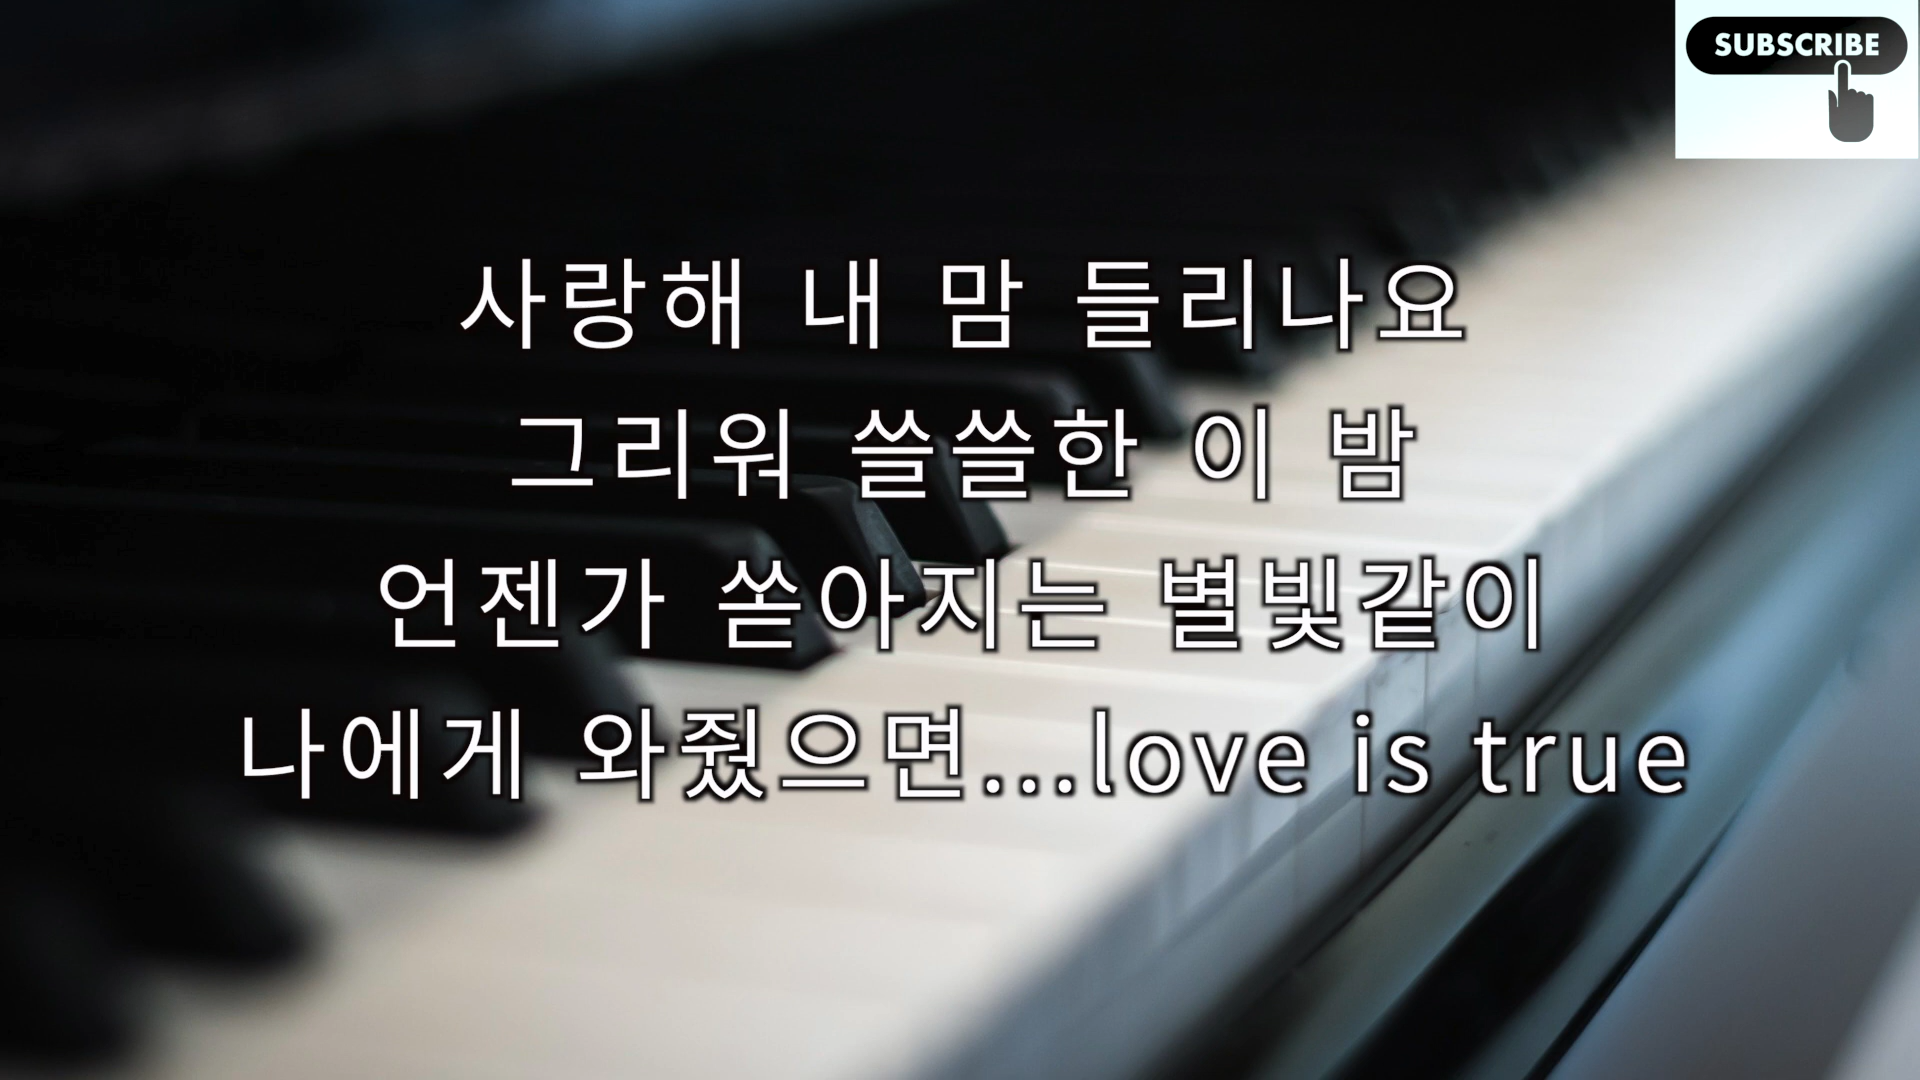 SUBSCRIBE
사랑해 내 맘 들리나요
그리워 쓸쓸한 이 밤
언젠가 쏟아지는 별빛같이
나에게 와줬으면...love is true